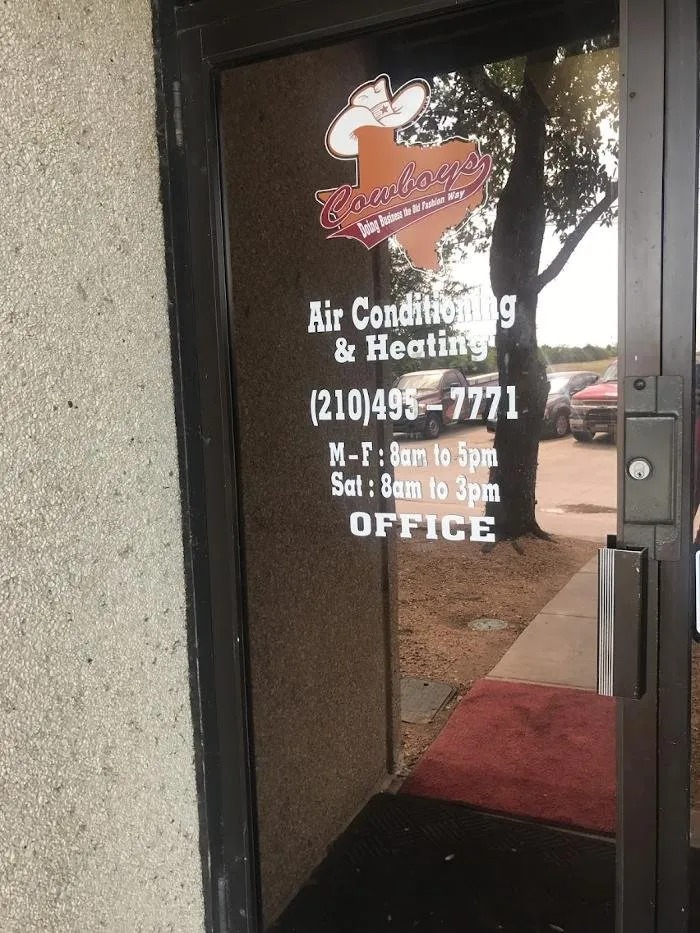 Cowboys
Doing Business the Old Fashion Way
Air Conditioning
& Heating
(210)495-7771
M-F: 8am to 5pm
Sat: 8am to 3pm
OFFICE